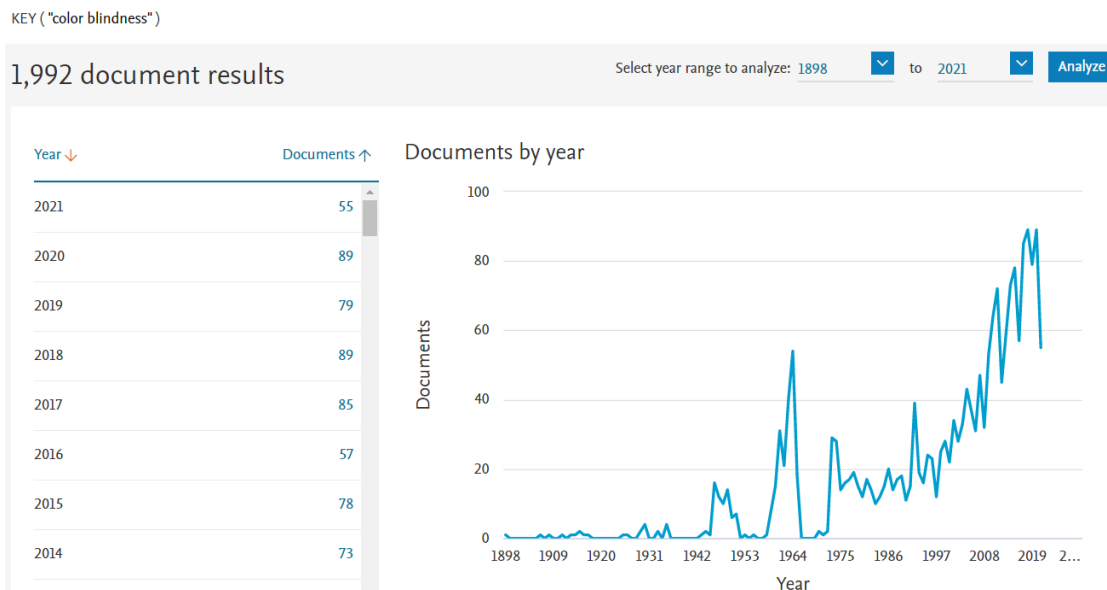 KEY ( "color blindness" )
1,992 document results
Select year range to analyze: 1898 to 2021 Analyze
Year Documents
2021 55
2020 89
2019 79
2018 89
2017 85
2016 57
2015 78
2014 73
Documents by year
100
80
60
40
20
0
Documents
1898 1909 1920 1931 1942 1953 1964 1975 1986 1997 2008 2019 2...
Year